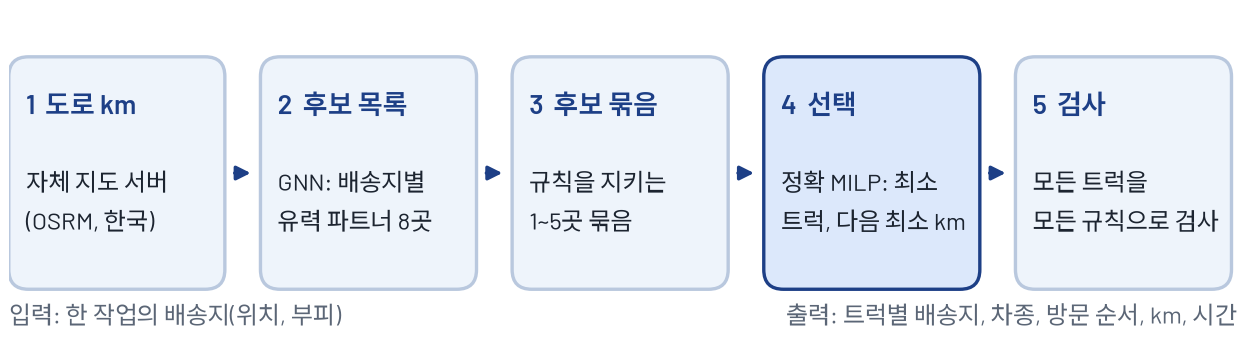 1 도로 km
자체 지도 서버
(OSRM, 한국)
2 후보 목록
GNN: 배송지별
유력 파트너 8곳
3 후보 묶음
규칙을 지키는
1~5곳 묶음
4 선택
정확 MILP: 최소
트럭, 다음 최소 km
5 검사
모든 트럭을
모든 규칙으로 검사
입력: 한 작업의 배송지(위치, 부피)
출력: 트럭별 배송지, 차종, 방문 순서, km, 시간